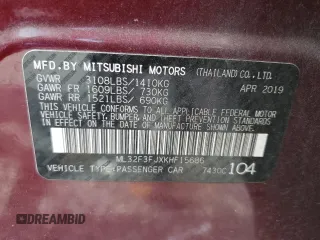 MFD.BY MITSUBISHI MOTORS (THAILAND) CO., LTD.
GVWR 3108LBS/1410KG
GAWR FR 1609LBS/ 730KG APR 2019
GAWR RR 1521LBS/ 690KG
THIS VEHICLE CONFORMS TO ALL APPLICABLE
FEDERAL MOTOR VEHICLE SAFETY,
BUMPER, AND THEFT PREVENTION STANDARDS
IN EFFECT ON THE DATE OF MANUFACTURE
SHOWN ABOVE.
ML32F3FJXKHF15686
VEHICLE TYPE:PASSENGER CAR 7430C 104
DREAMBID